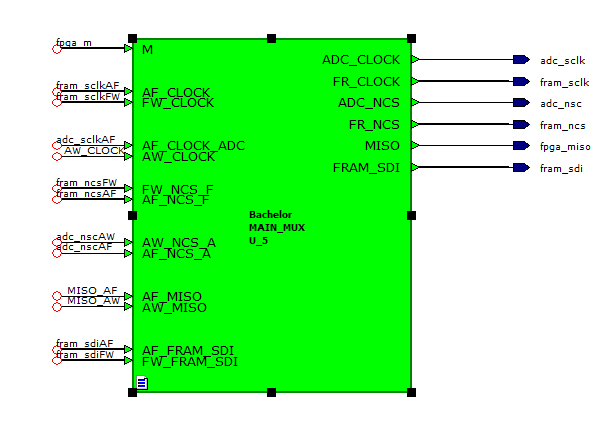 fpga_m
M
fram_sclkAF
AF_CLOCK
fram_sclkFW
FW_CLOCK
adc_sclkAF
AF_CLOCK_ADC
AW_CLOCK
AW_CLOCK
fram_ncsFW
FW_NCS_F
fram_ncsAF
AF_NCS_F
adc_nscAW
AW_NCS_A
adc_nscAF
AF_NCS_A
MISO_AF
AF_MISO
MISO_AW
AW_MISO
fram_sdiAF
AF_FRAM_SDI
fram_sdiFW
FW_FRAM_SDI
Bachelor
MAIN_MUX
U_5
ADC_CLOCK
adc_sclk
FR_CLOCK
fram_sclk
ADC_NCS
adc_nsc
FR_NCS
fram_ncs
MISO
fpga_miso
FRAM_SDI
fram_sdi